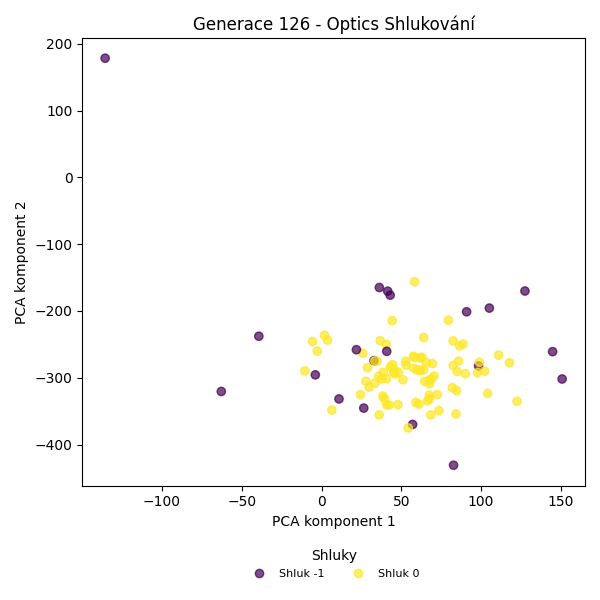 Generace 126 - Optics Shlukování
PCA komponent 2
200
100
0
−100
−200
−300
−400
−100
−50
0
50
100
150
PCA komponent 1
Shluky
Shluk -1
Shluk 0